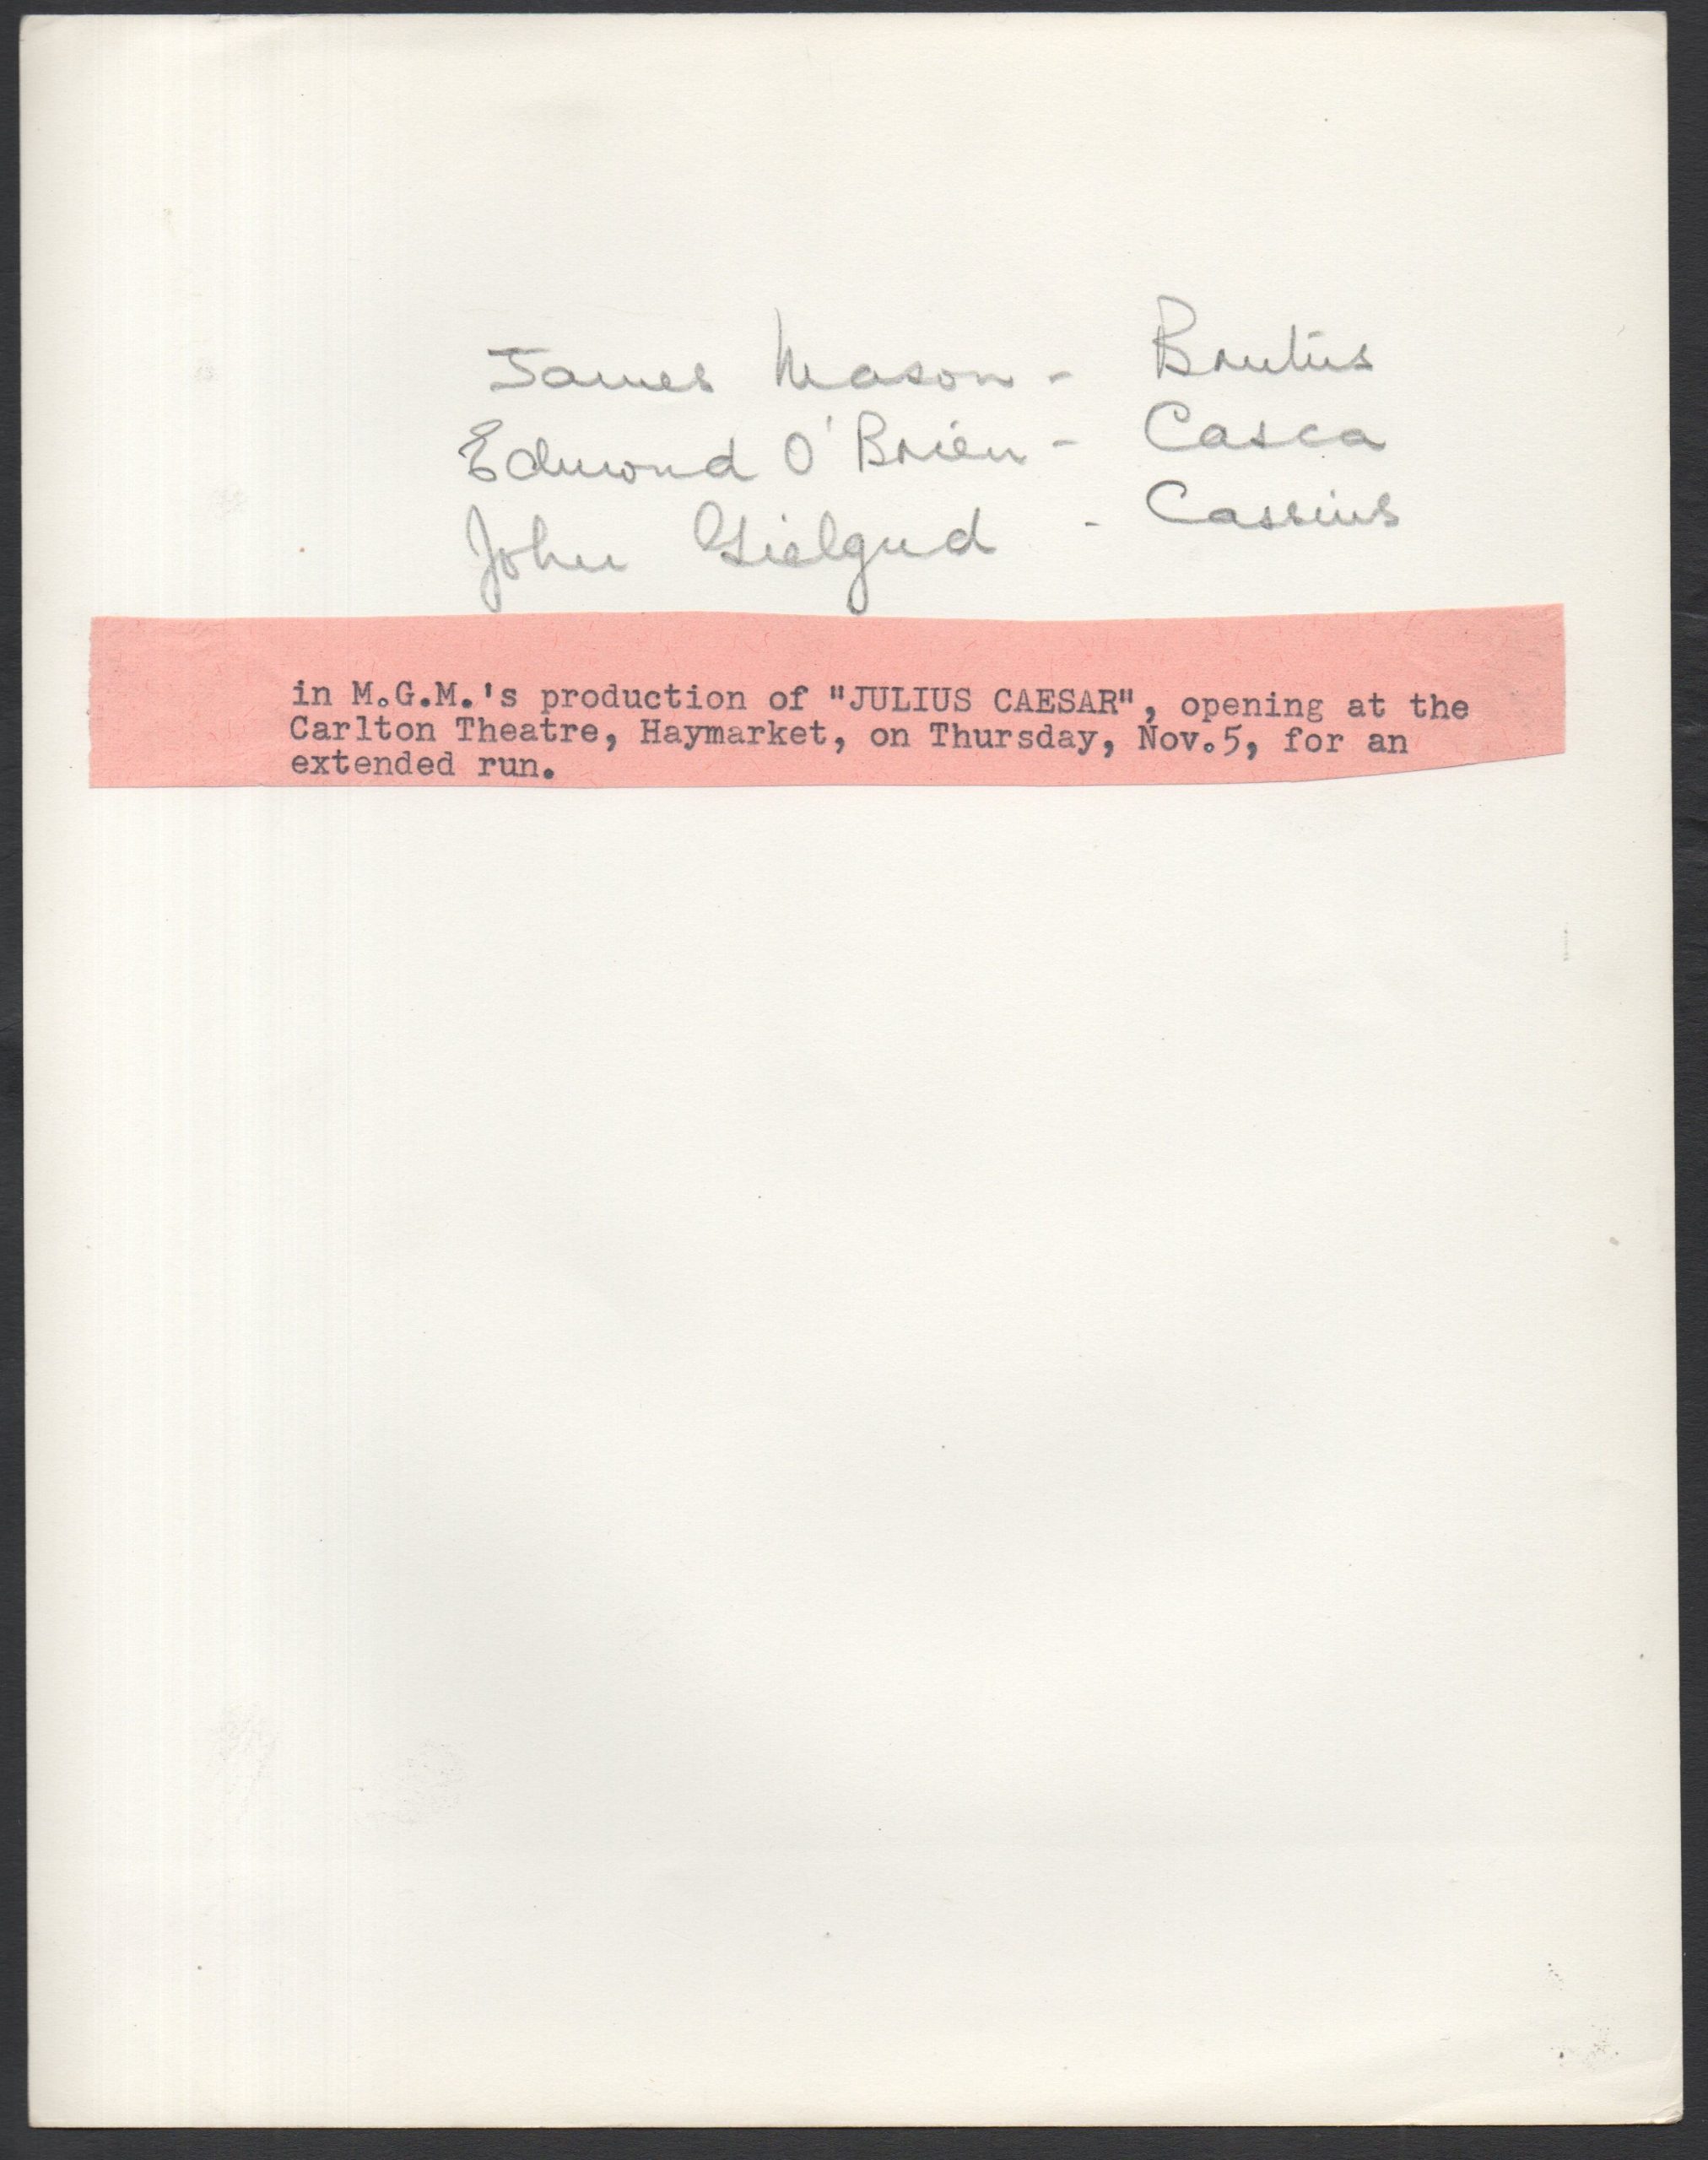 James Mason - Brutus
Edmond O'Brien - Casca
John Gielgud - Cassius
in M.G.M.'s production of "JULIUS CAESAR", opening at the
Carlton Theatre, Haymarket, on Thursday, Nov.5, for an
extended run.